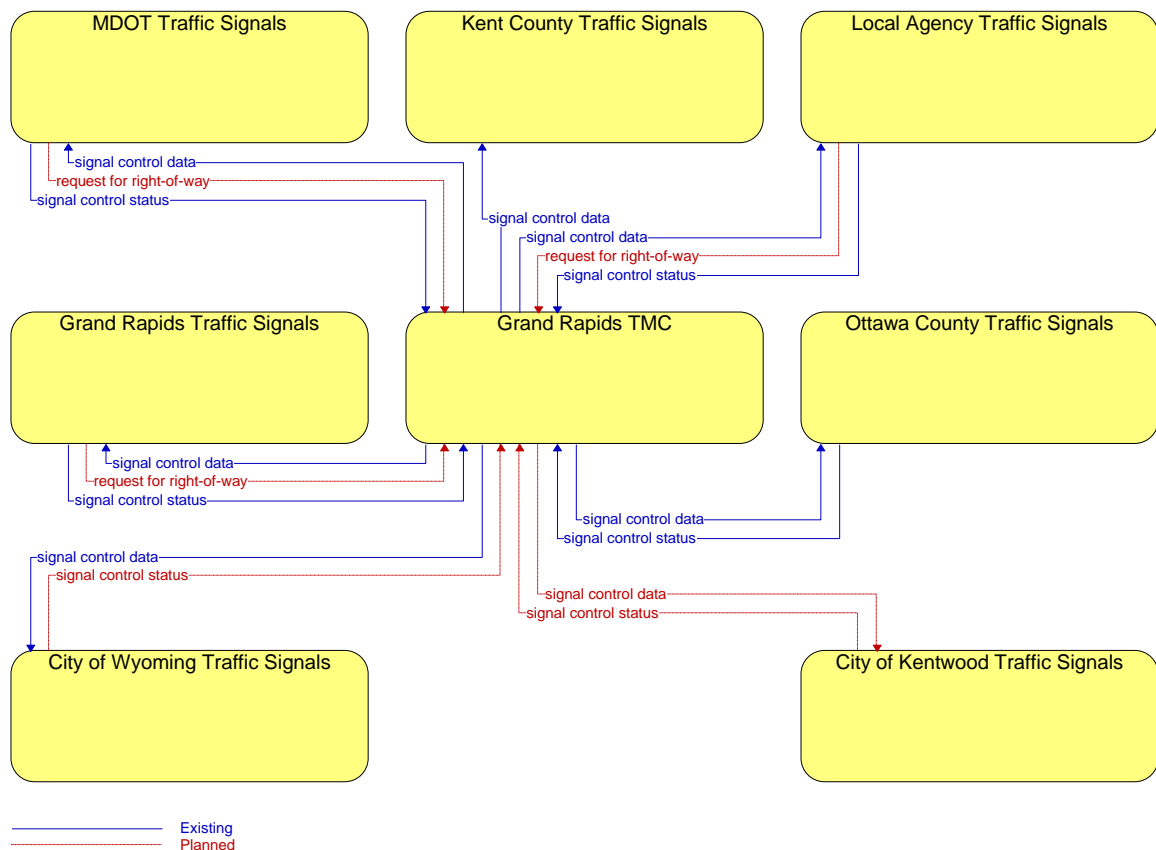 MDOT Traffic Signals
Kent County Traffic Signals
Local Agency Traffic Signals
signal control data
request for right-of-way
signal control status
signal control data
signal control data
request for right-of-way
signal control status
Grand Rapids Traffic Signals
Grand Rapids TMC
Ottawa County Traffic Signals
signal control data
request for right-of-way
signal control status
signal control data
signal control status
signal control data
signal control status
signal control data
signal control status
City of Wyoming Traffic Signals
City of Kentwood Traffic Signals
Existing
Planned